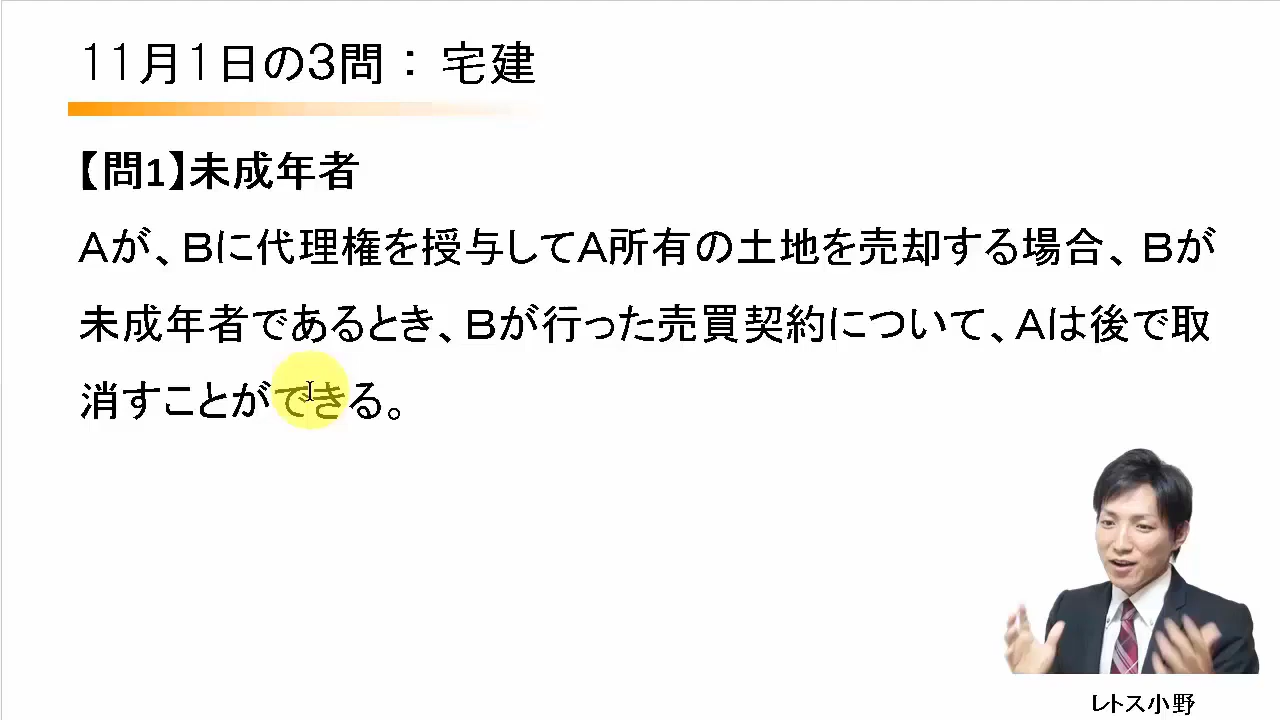 11月1日の3問：宅建
【問1】未成年者
Aが、Bに代理権を授与してA所有の土地を売却する場合、Bが
未成年者であるとき、Bが行った売買契約について、Aは後で取
消すことができる。
レトス小野